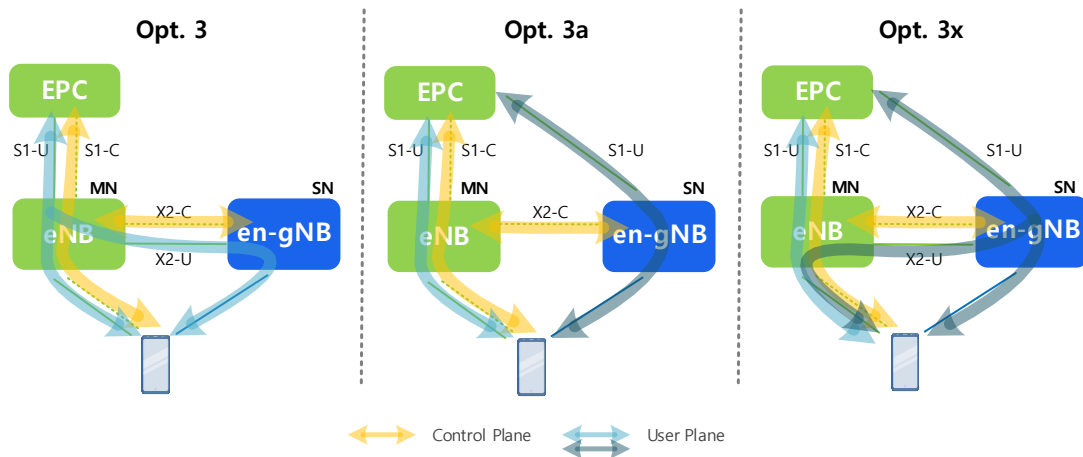 Opt. 3
EPC
S1-U
S1-C
MN
SN
eNB
X2-C
en-gNB
X2-U
Opt. 3a
EPC
S1-C
S1-U
MN
SN
eNB
X2-C
en-gNB
Opt. 3x
EPC
S1-U
S1-C
S1-U
MN
SN
eNB
X2-C
en-gNB
X2-U
Control Plane
User Plane